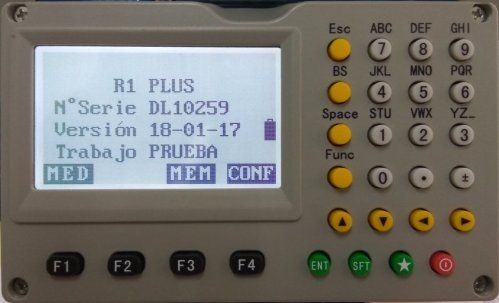 R1 PLUS
N°Serie DL10259
Versión 18-01-17
Trabajo PRUEBA
MED MEM CONF
Esc ABC DEF GHI
7 8 9
BS JKL MNO PQR
4 5 6
Space STU VWX YZ_
1 2 3
Func
0 • ±
F1 F2 F3 F4
ENT SFT